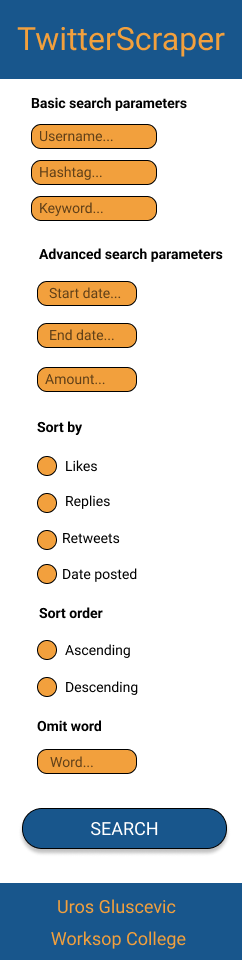 TwitterScraper
Basic search parameters
Username...
Hashtag...
Keyword...
Advanced search parameters
Start date...
End date...
Amount...
Sort by
Likes
Replies
Retweets
Date posted
Sort order
Ascending
Descending
Omit word
Word...
SEARCH
Uros Gluscevic
Worksop College